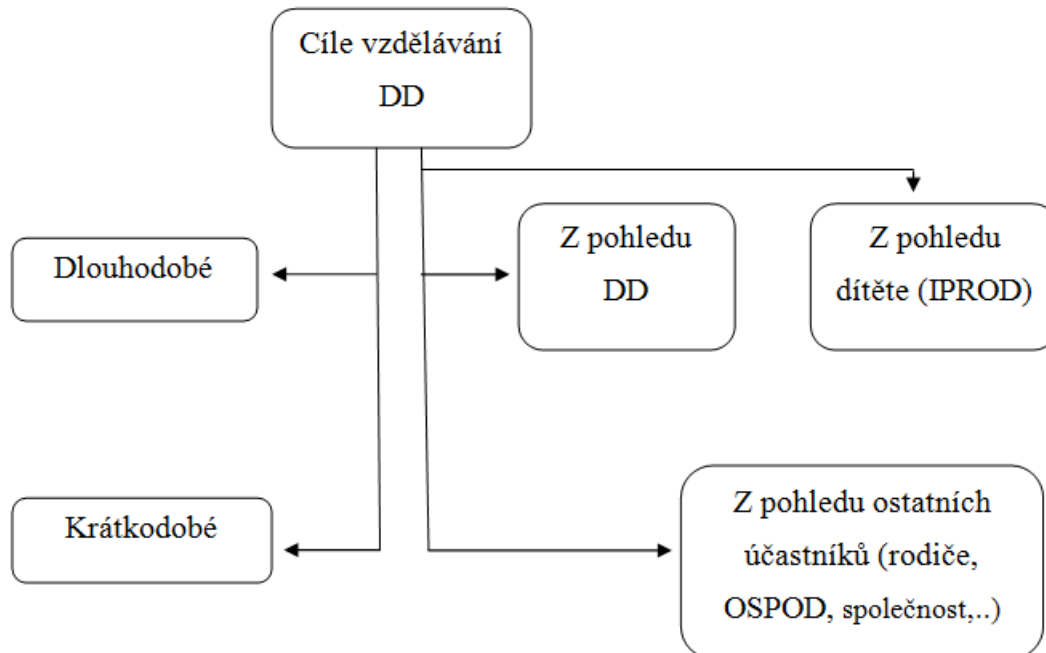 Cíle vzdělávání
DD
Dlouhodobé
Z pohledu
DD
Z pohledu
dítěte (IPROD)
Krátkodobé
Z pohledu ostatních
účastníků (rodiče,
OSPOD, společnost,..)